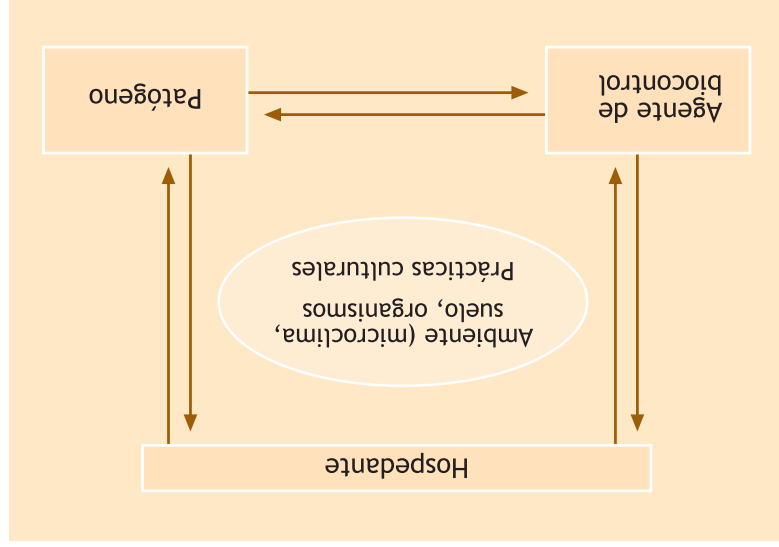 Hospedante
Ambiente (microclima,
suelo, organismos
Prácticas culturales
Agente de
biocontrol
Patógeno